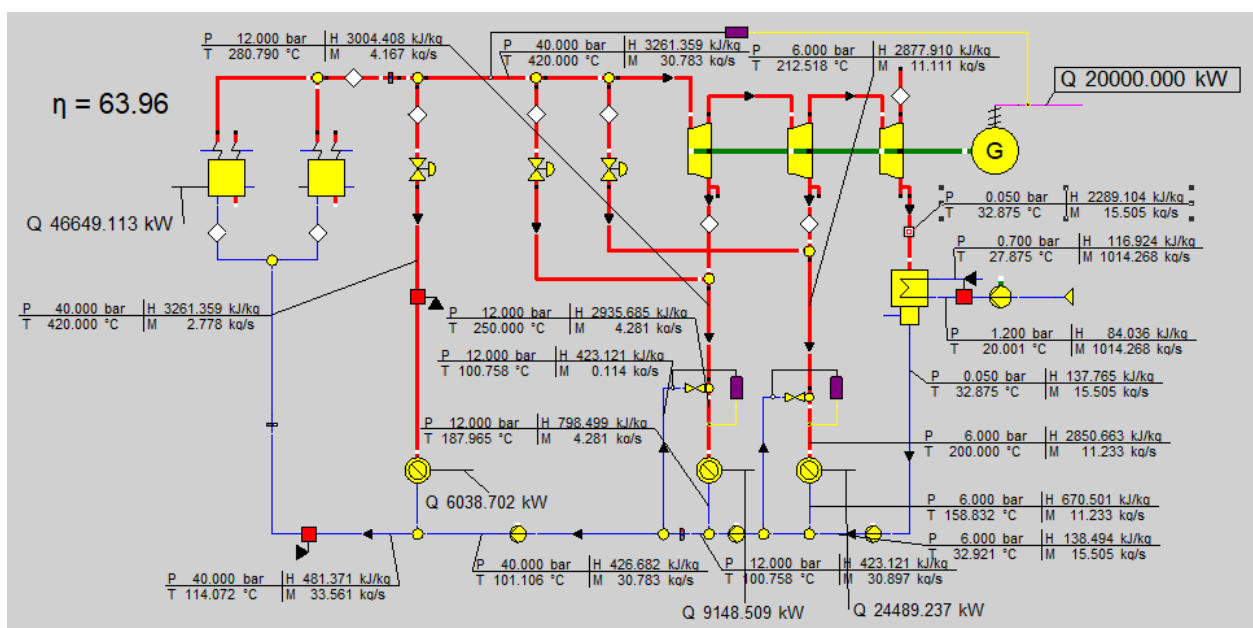 P 12.000 bar H 3004.408 kJ/kg
T 280.790 °C M 4.167 kg/s
P 40.000 bar H 3261.359 kJ/kg
T 420.000 °C M 30.783 kg/s
P 6.000 bar H 2877.910 kJ/kg
T 212.518 °C M 11.111 kg/s
Q 20000.000 kW
η = 63.96
G
Q 46649.113 kW
P 0.050 bar H 2289.104 kJ/kg
T 32.875 °C M 15.505 kg/s
P 0.700 bar H 116.924 kJ/kg
T 27.875 °C M 1014.268 kg/s
P 40.000 bar H 3261.359 kJ/kg
T 420.000 °C M 2.778 kg/s
P 12.000 bar H 2935.685 kJ/kg
T 250.000 °C M 4.281 kg/s
P 1.200 bar H 84.036 kJ/kg
T 20.001 °C M 1014.268 kg/s
P 12.000 bar H 423.121 kJ/kg
T 100.758 °C M 0.114 kg/s
P 0.050 bar H 137.765 kJ/kg
T 32.875 °C M 15.505 kg/s
P 12.000 bar H 798.499 kJ/kg
T 187.965 °C M 4.281 kg/s
P 6.000 bar H 2850.663 kJ/kg
T 200.000 °C M 11.233 kg/s
Q 6038.702 kW
P 6.000 bar H 670.501 kJ/kg
T 158.832 °C M 11.233 kg/s
P 6.000 bar H 138.494 kJ/kg
T 32.921 °C M 15.505 kg/s
P 40.000 bar H 481.371 kJ/kg
T 114.072 °C M 33.561 kg/s
P 40.000 bar H 426.682 kJ/kg
T 101.106 °C M 30.783 kg/s
P 12.000 bar H 423.121 kJ/kg
T 100.758 °C M 30.897 kg/s
Q 9148.509 kW
Q 24489.237 kW